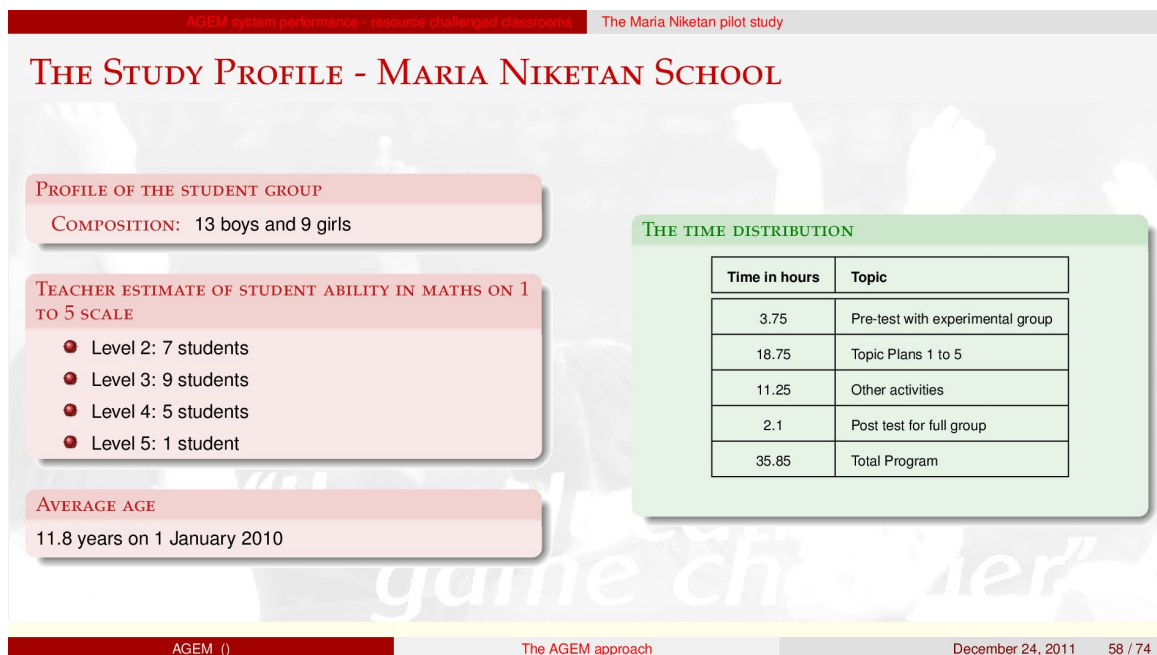 AGEM system performance - resource challenged classrooms
The Maria Niketan pilot study
The Study Profile - Maria Niketan School
Profile of the student group
Composition: 13 boys and 9 girls
Teacher estimate of student ability in maths on 1
to 5 scale
Level 2: 7 students
Level 3: 9 students
Level 4: 5 students
Level 5: 1 student
Average age
11.8 years on 1 January 2010
The time distribution
Time in hours Topic
3.75 Pre-test with experimental group
18.75 Topic Plans 1 to 5
11.25 Other activities
2.1 Post test for full group
35.85 Total Program
game changer”
AGEM () The AGEM approach December 24, 2011 58 / 74